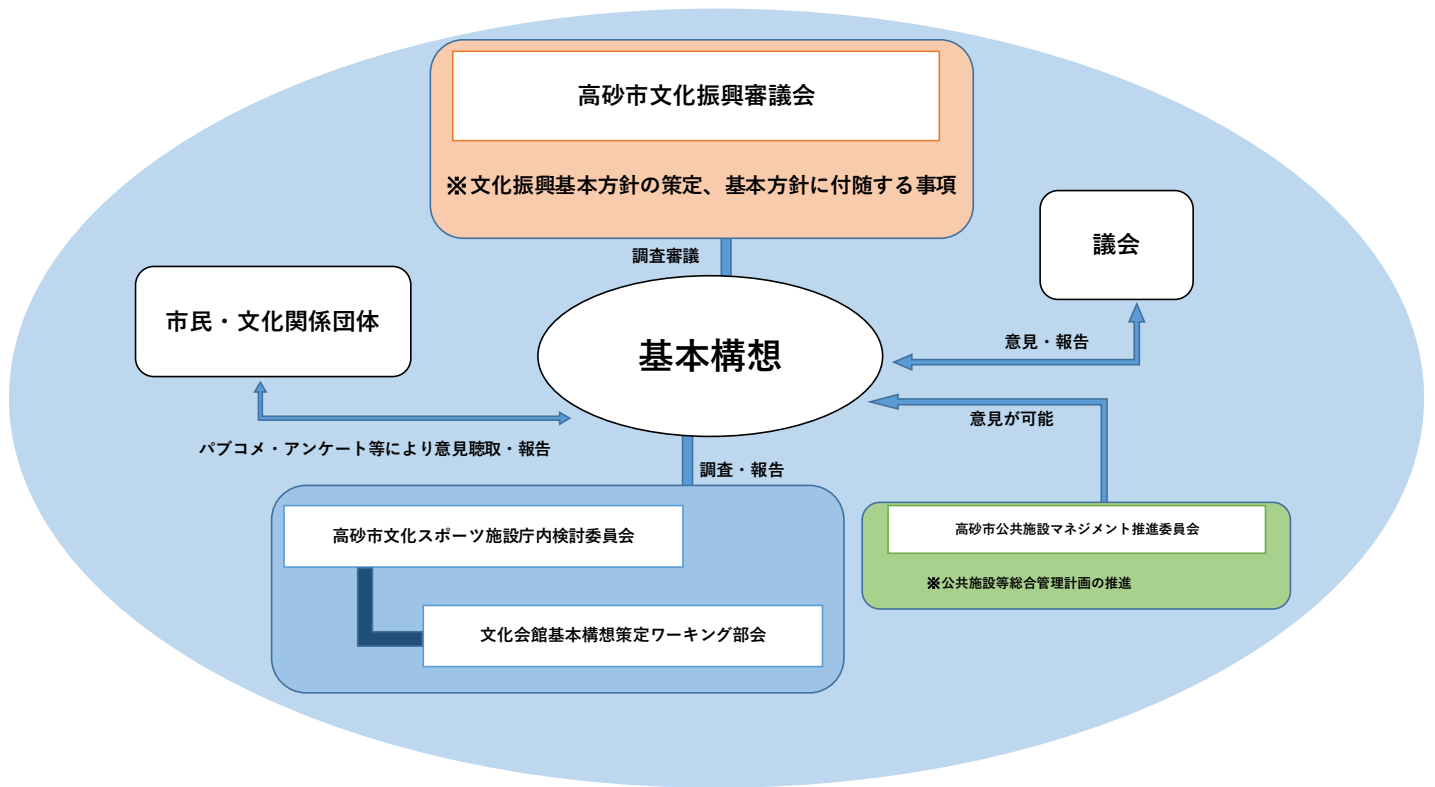 高砂市文化振興審議会
※文化振興基本方針の策定、基本方針に付随する事項
調査審議
議会
市民・文化関係団体
基本構想
意見・報告
意見が可能
パブコメ・アンケート等により意見聴取・報告
調査・報告
高砂市文化スポーツ施設庁内検討委員会
高砂市公共施設マネジメント推進委員会
※公共施設等総合管理計画の推進
文化会館基本構想策定ワーキング部会